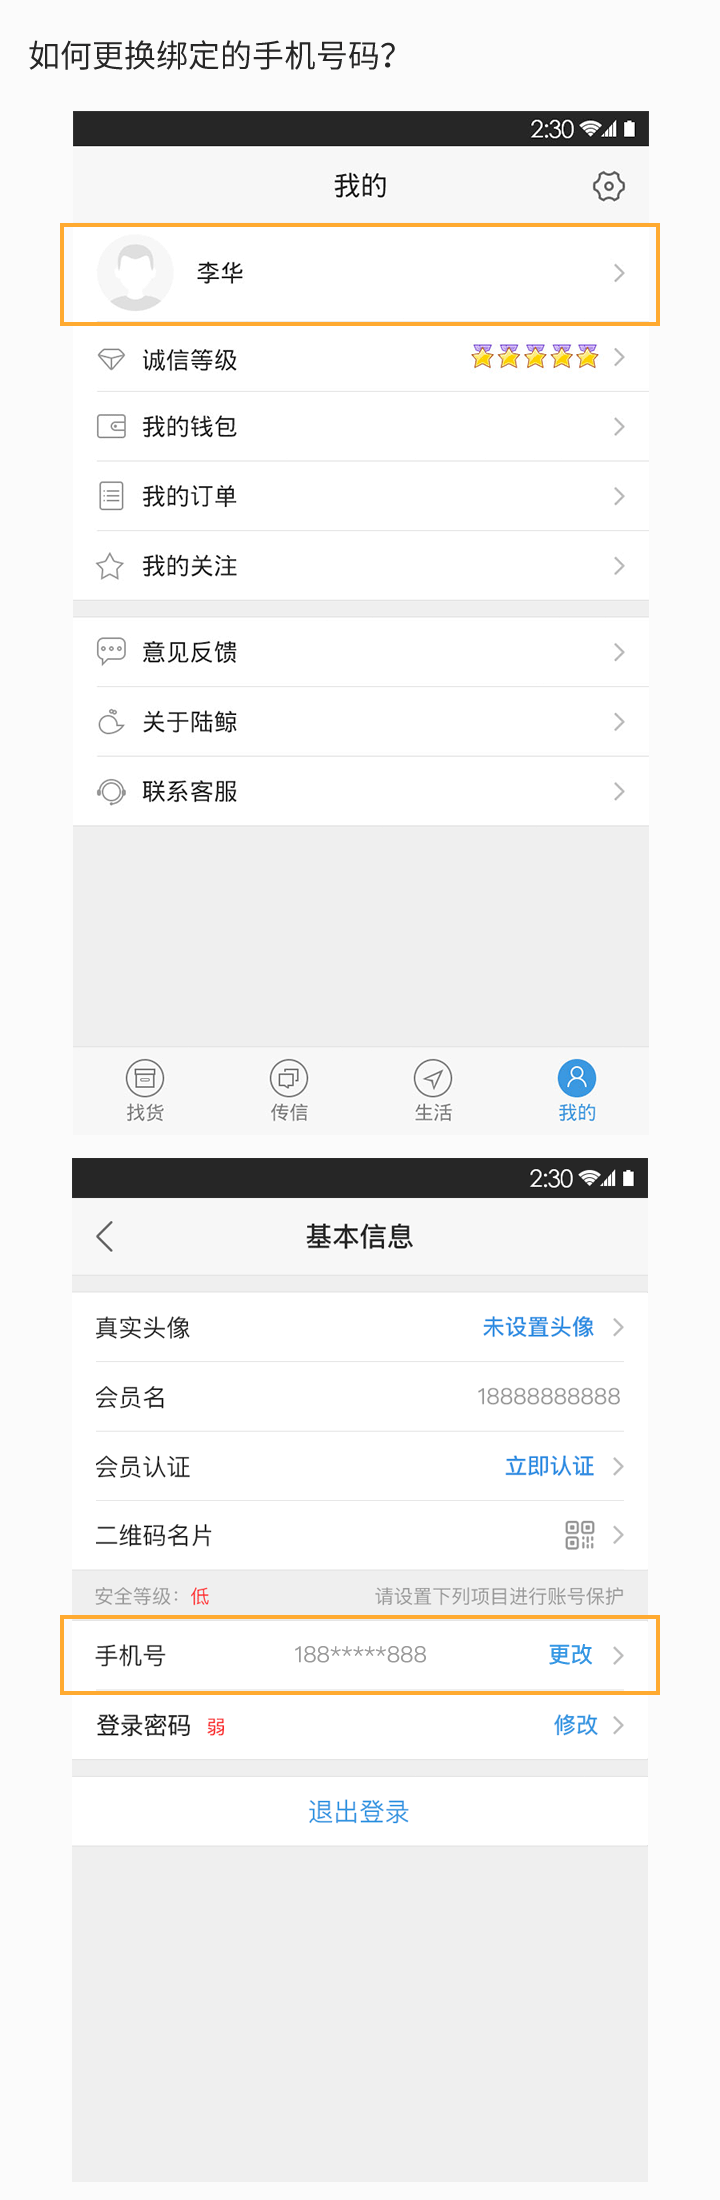 如何更换绑定的手机号码？
2:30
我的
李华
诚信等级
我的钱包
我的订单
我的关注
意见反馈
关于陆鲸
联系客服
找货 传信 生活 我的
2:30
基本信息
真实头像 未设置头像
会员名 18888888888
会员认证 立即认证
二维码名片
安全等级：低 请设置下列项目进行账号保护
手机号 188*****888 更改
登录密码 弱 修改
退出登录